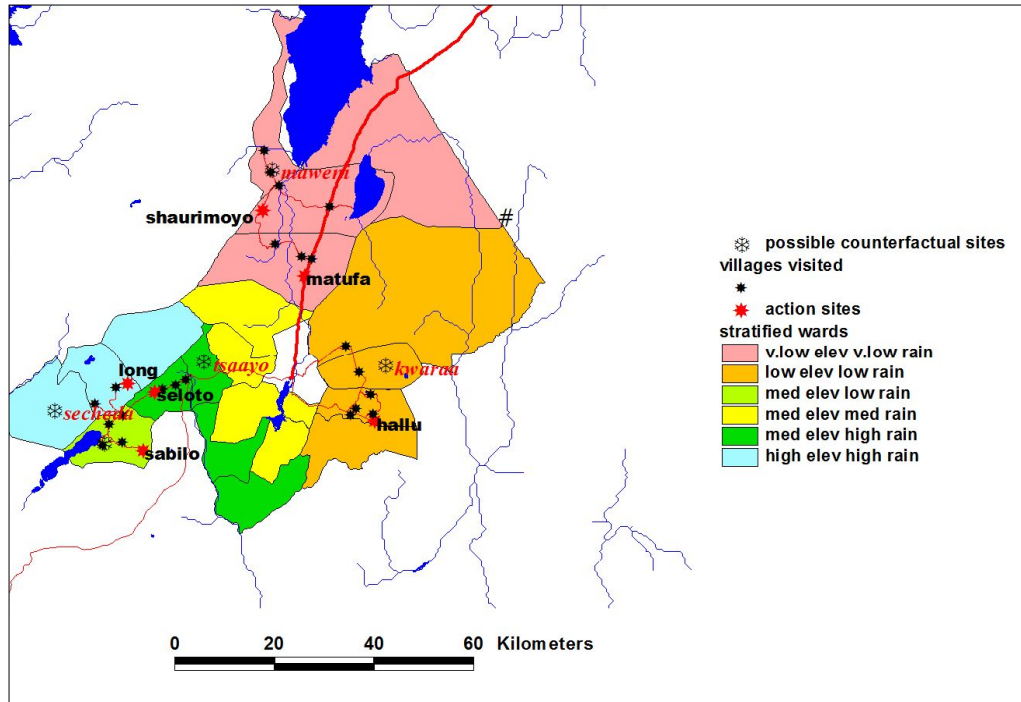 maweni
shaurimoyo
#
matufa
long
tsaayo
kwaraa
sechada
seloto
hallu
sabilo
possible counterfactual sites
villages visited
action sites
stratified wards
v.low elev v.low rain
low elev low rain
med elev low rain
med elev med rain
med elev high rain
high elev high rain
0 20 40 60 Kilometers